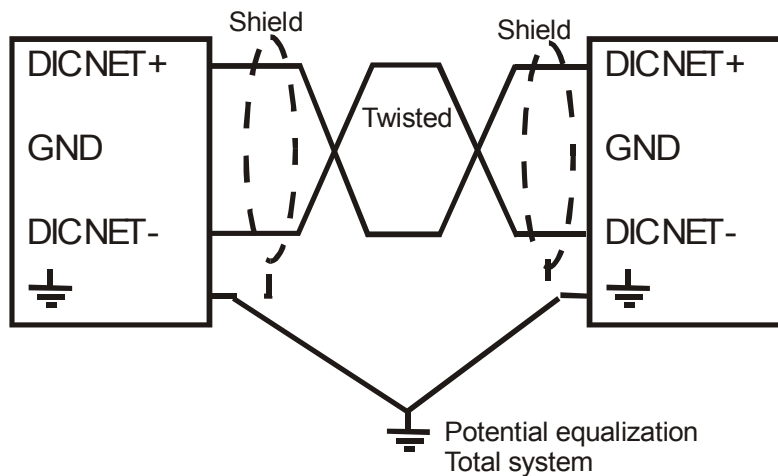 Shield
Shield
DICNET+
DICNET+
Twisted
GND
GND
DICNET-
DICNET-
Potential equalization
Total system